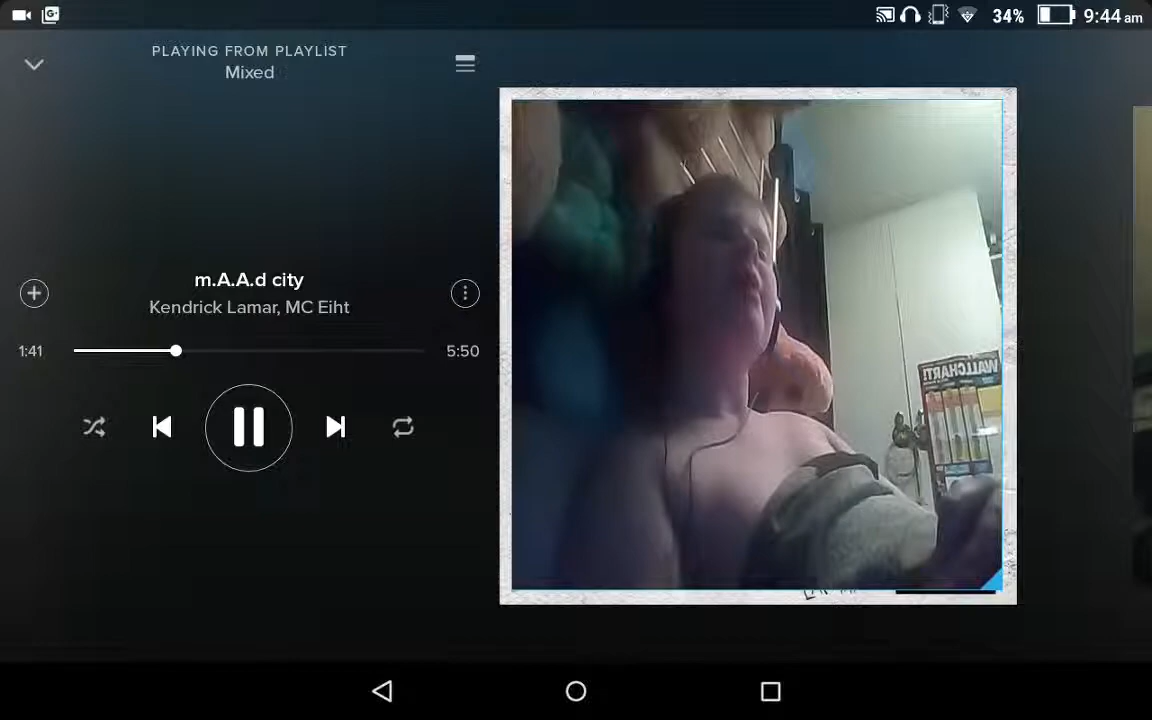 34% 9:44 am
PLAYING FROM PLAYLIST
Mixed
m.A.A.d city
Kendrick Lamar, MC Eiht
1:41
5:50
WALLCHART!